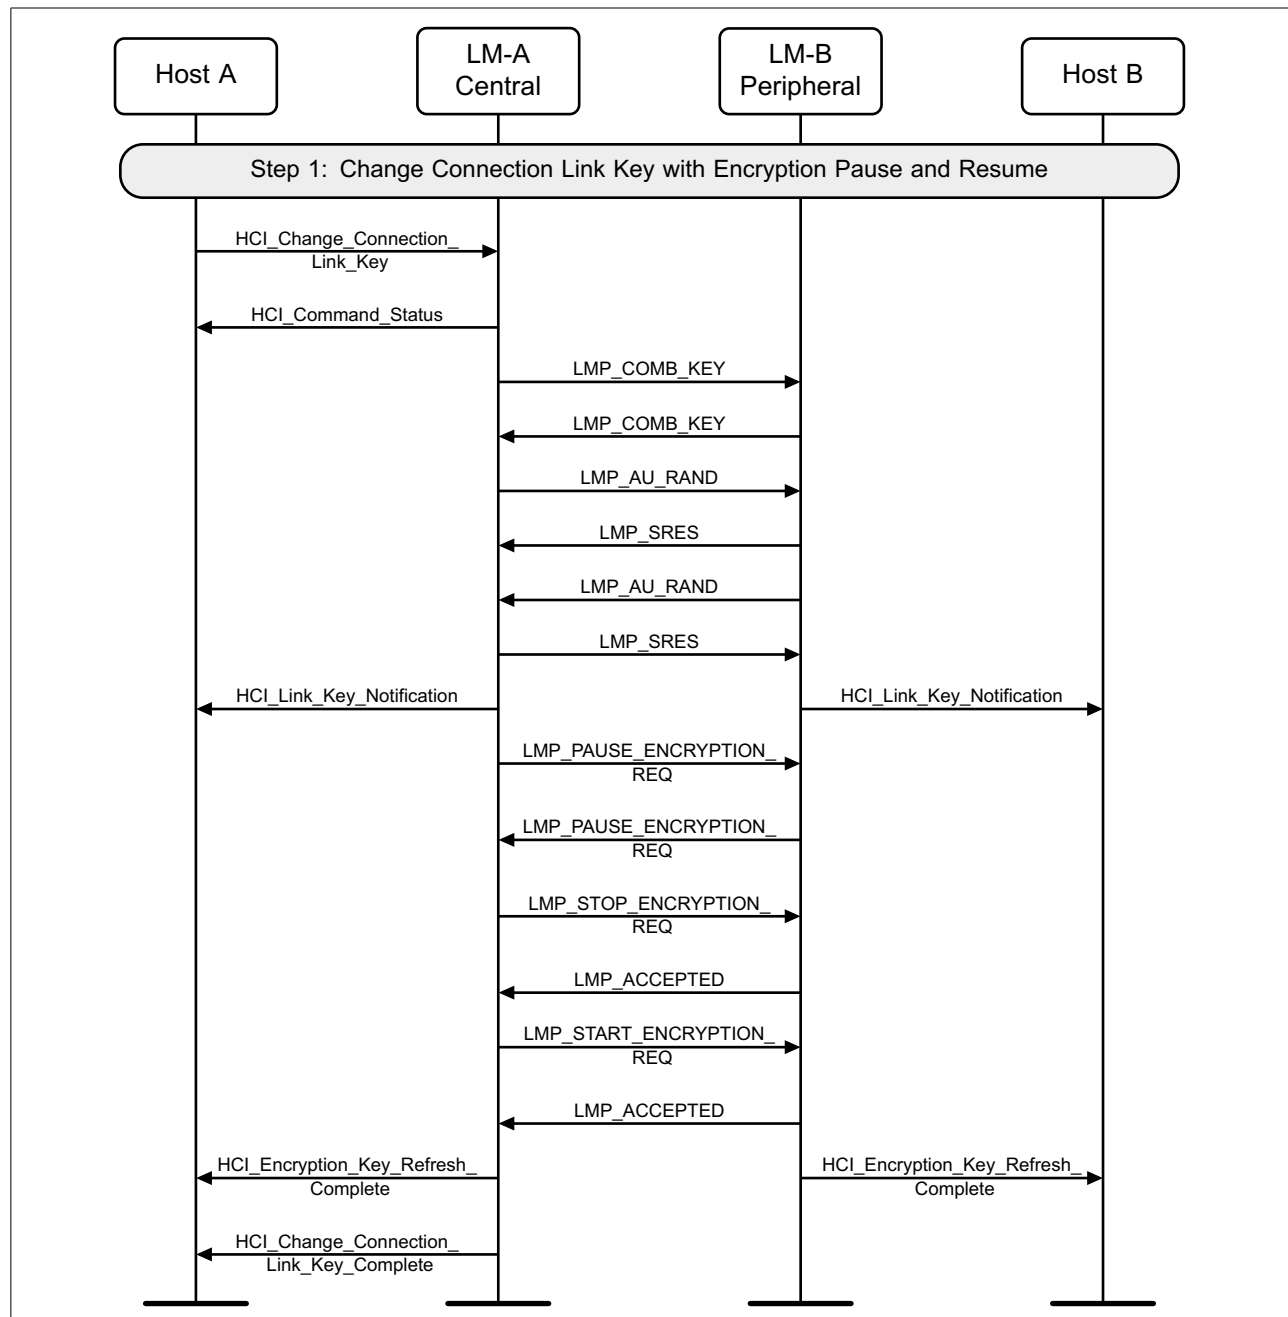 Host A
LM-A
Central
LM-B
Peripheral
Host B
Step 1: Change Connection Link Key with Encryption Pause and Resume
HCI_Change_Connection_
Link_Key
HCI_Command_Status
LMP_COMB_KEY
LMP_COMB_KEY
LMP_AU_RAND
LMP_SRES
LMP_AU_RAND
LMP_SRES
HCI_Link_Key_Notification
HCI_Link_Key_Notification
LMP_PAUSE_ENCRYPTION_
REQ
LMP_PAUSE_ENCRYPTION_
REQ
LMP_STOP_ENCRYPTION_
REQ
LMP_ACCEPTED
LMP_START_ENCRYPTION_
REQ
LMP_ACCEPTED
HCI_Encryption_Key_Refresh_
Complete
HCI_Encryption_Key_Refresh_
Complete
HCI_Change_Connection_
Link_Key_Complete